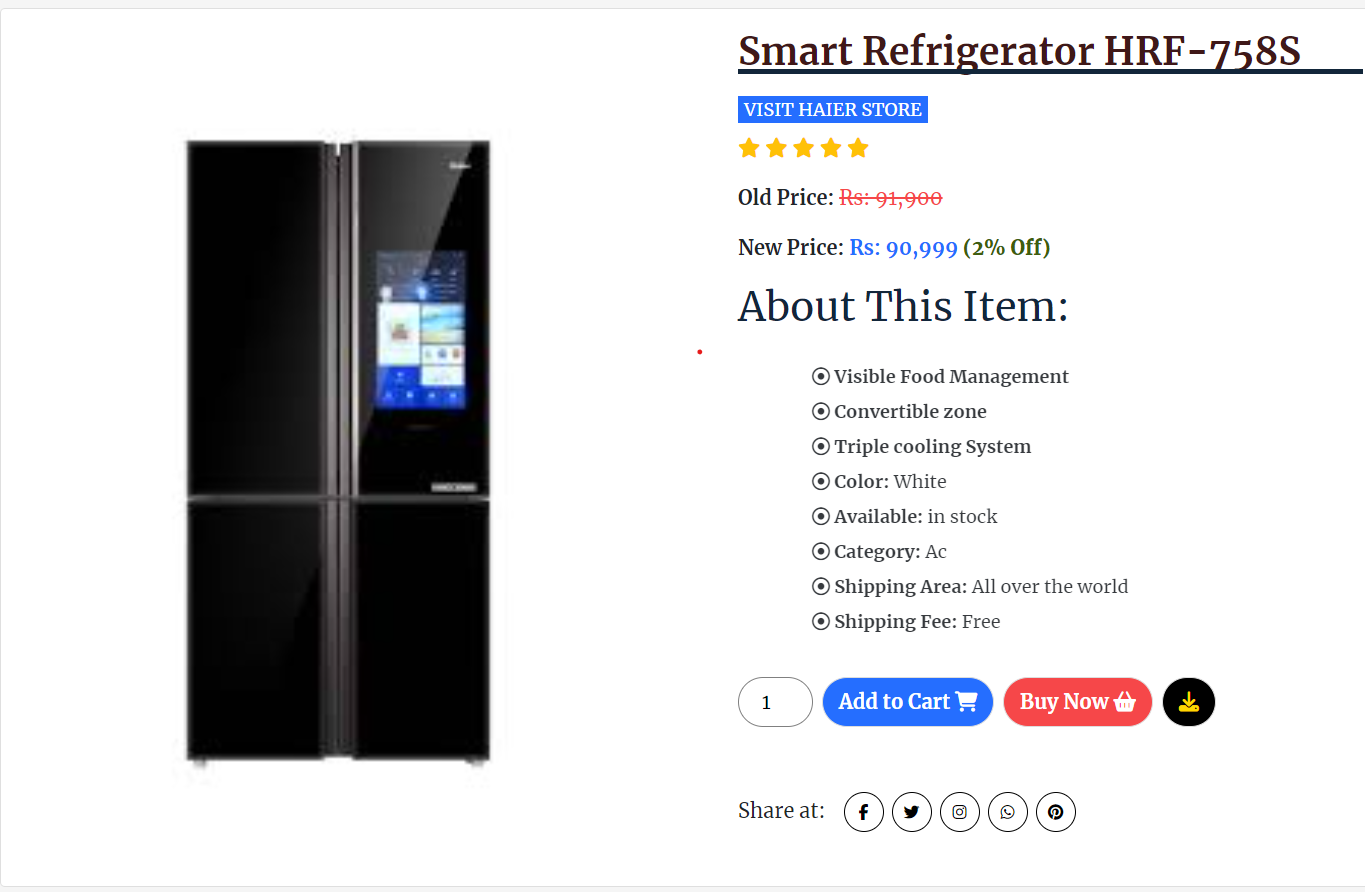 Smart Refrigerator HRF-758S
VISIT HAIER STORE
Old Price: Rs: 91,900
New Price: Rs: 90,999 (2% Off)
About This Item:
Visible Food Management
Convertible zone
Triple cooling System
Color: White
Available: in stock
Category: Ac
Shipping Area: All over the world
Shipping Fee: Free
1
Add to Cart
Buy Now
Share at: